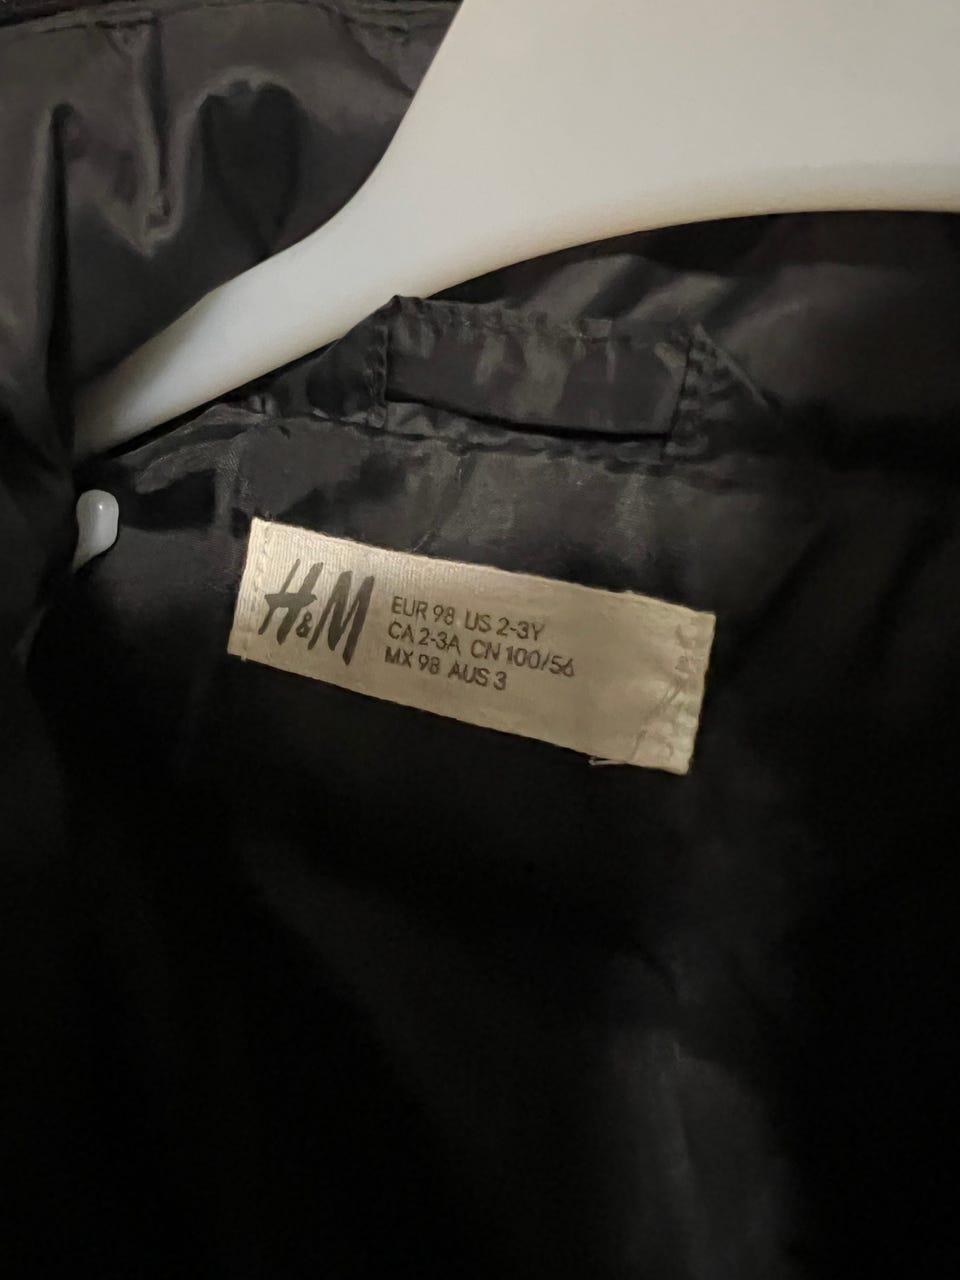 H&M
EUR 98 US 2-3Y
CA 2-3A CN 100/56
MX 98 AUS 3